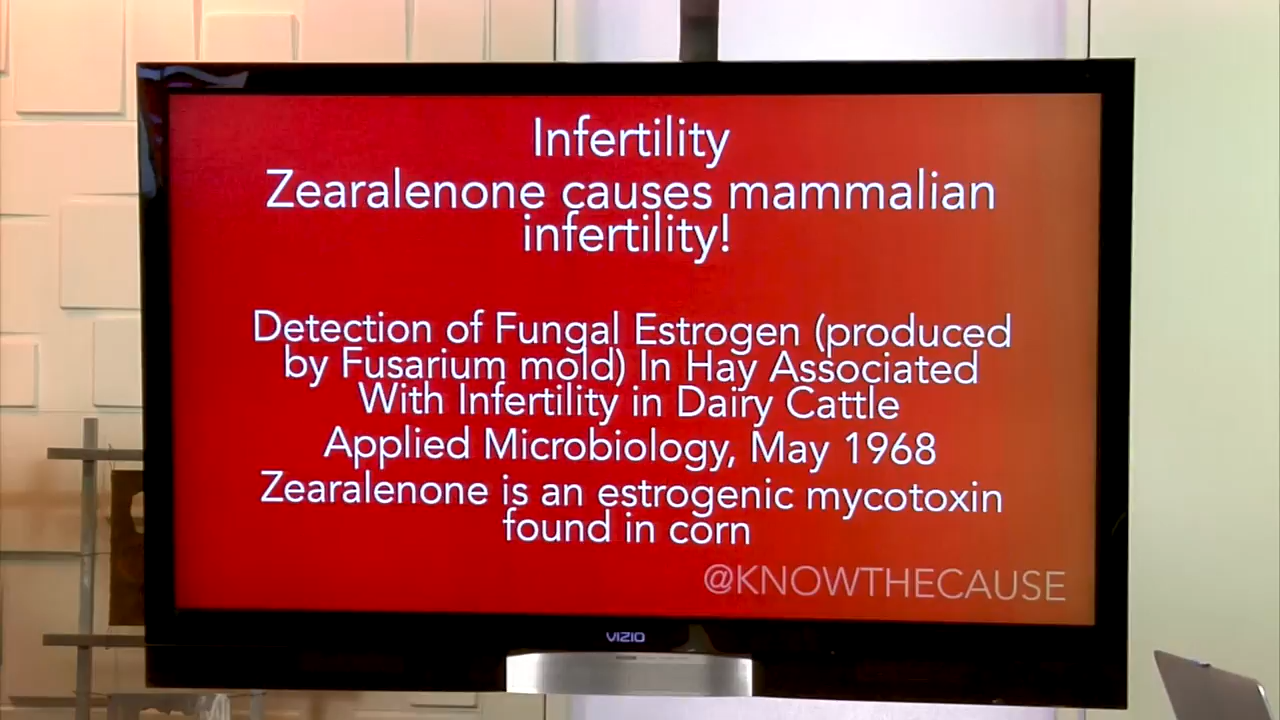 Infertility
Zearalenone causes mammalian
infertility!
Detection of Fungal Estrogen (produced
by Fusarium mold) In Hay Associated
With Infertility in Dairy Cattle
Applied Microbiology, May 1968
Zearalenone is an estrogenic mycotoxin
found in corn
@KNOWTHECAUSE
VIZIO